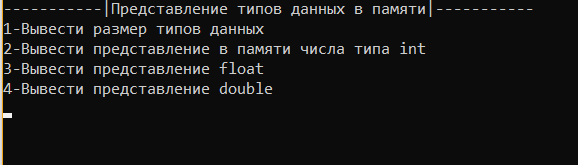 -----------|Представление типов данных в памяти|-----------
1-Вывести размер типов данных
2-Вывести представление в памяти числа типа int
3-Вывести представление float
4-Вывести представление double